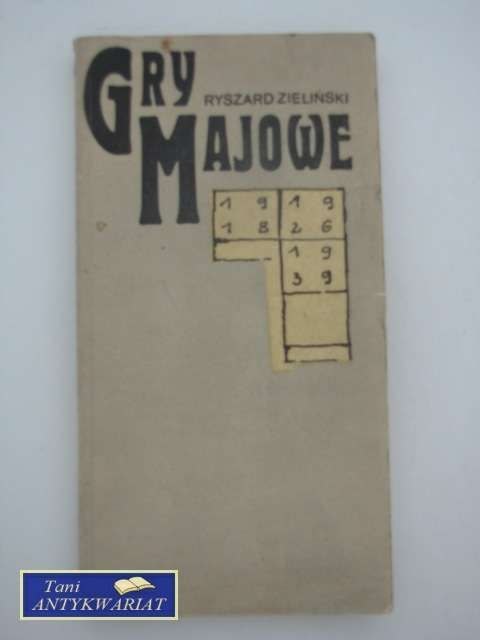 GRY
RYSZARD ZIELIŃSKI
MAJOWE
1 9 1 9
1 8 2 6
1 9
3 9
Tani
ANTYKWARIAT